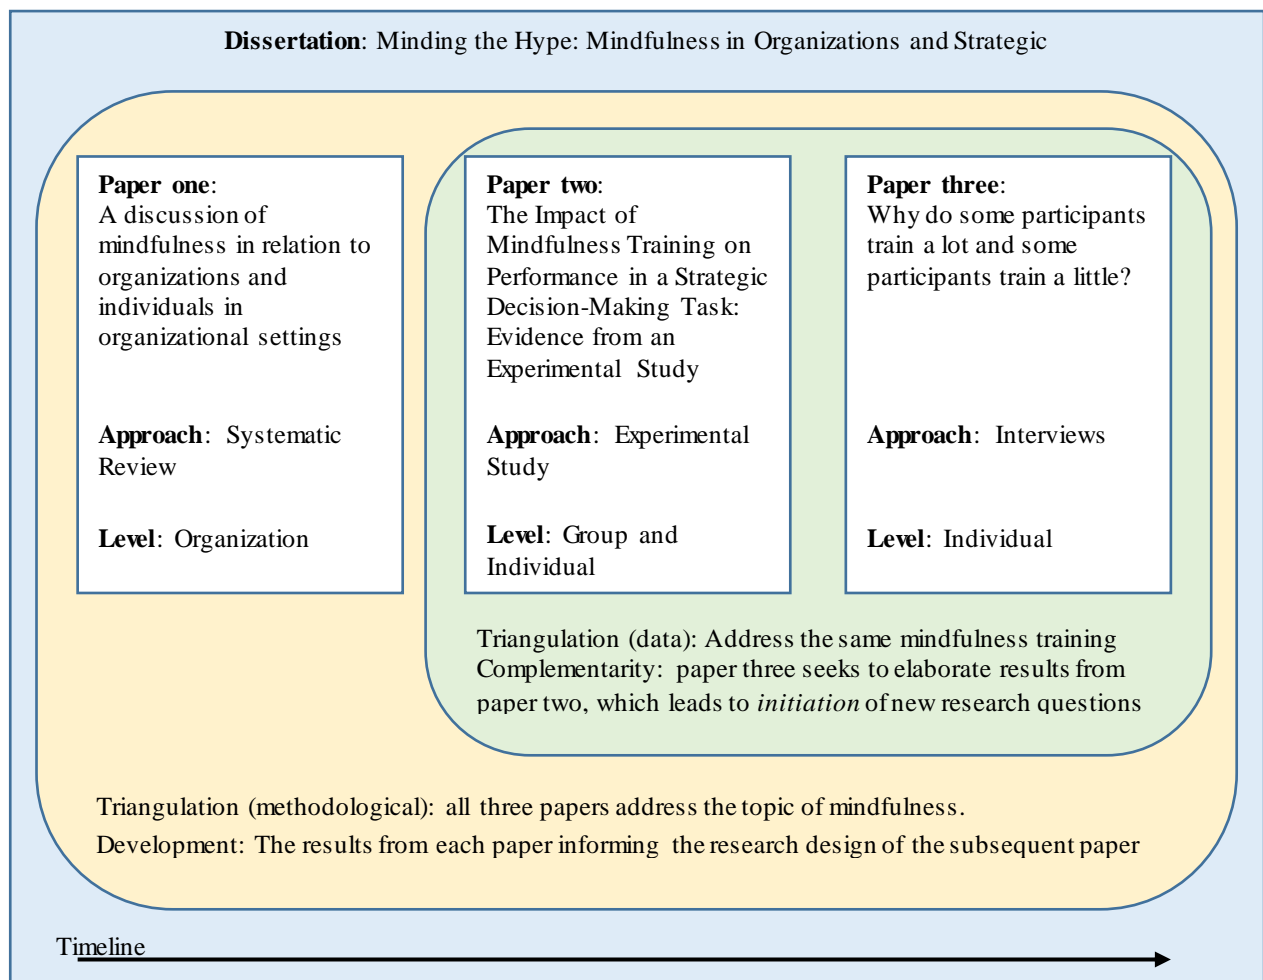 Dissertation: Minding the Hype: Mindfulness in Organizations and Strategic
Paper one:
A discussion of
mindfulness in relation to
organizations and
individuals in
organizational settings
Approach: Systematic
Review
Level: Organization
Paper two:
The Impact of
Mindfulness Training on
Performance in a Strategic
Decision-Making Task:
Evidence from an
Experimental Study
Approach: Experimental
Study
Level: Group and
Individual
Paper three:
Why do some participants
train a lot and some
participants train a little?
Approach: Interviews
Level: Individual
Triangulation (data): Address the same mindfulness training
Complementarity: paper three seeks to elaborate results from
paper two, which leads to initiation of new research questions
Triangulation (methodological): all three papers address the topic of mindfulness.
Development: The results from each paper informing the research design of the subsequent paper
Timeline